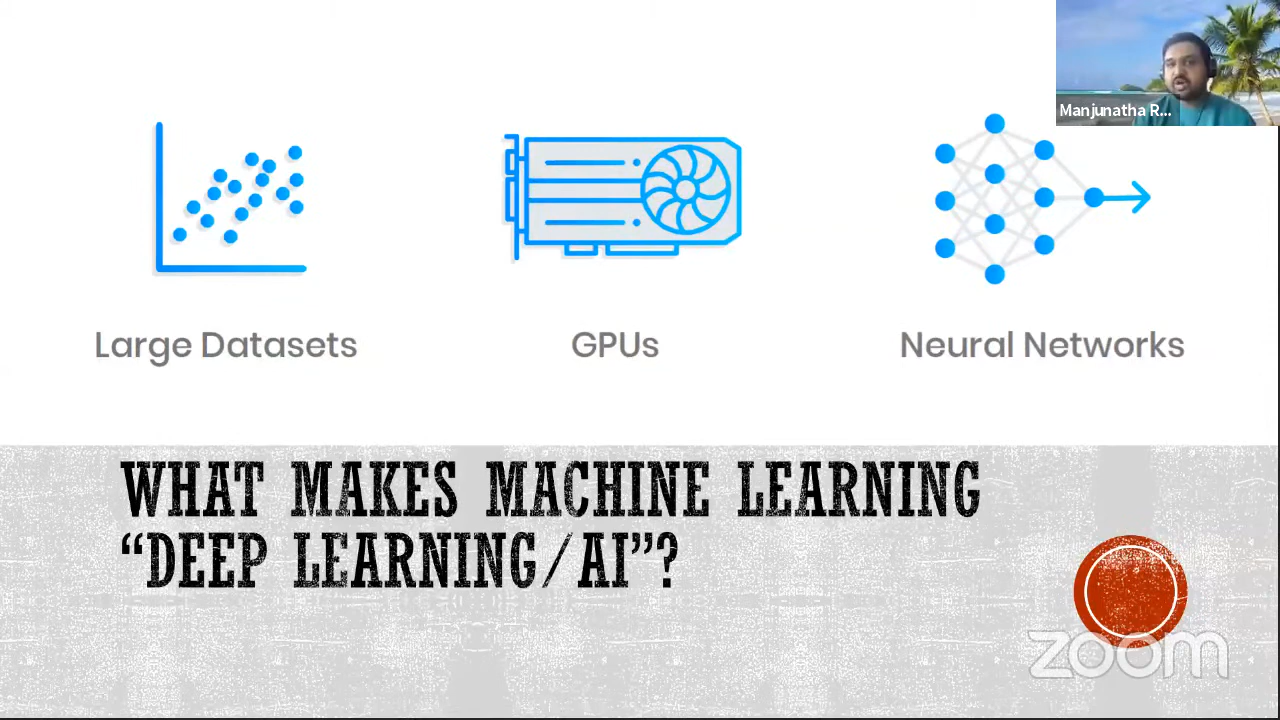 Manjunatha R...
Large Datasets
GPUs
Neural Networks
WHAT MAKES MACHINE LEARNING
“DEEP LEARNING/AI”?
zoom